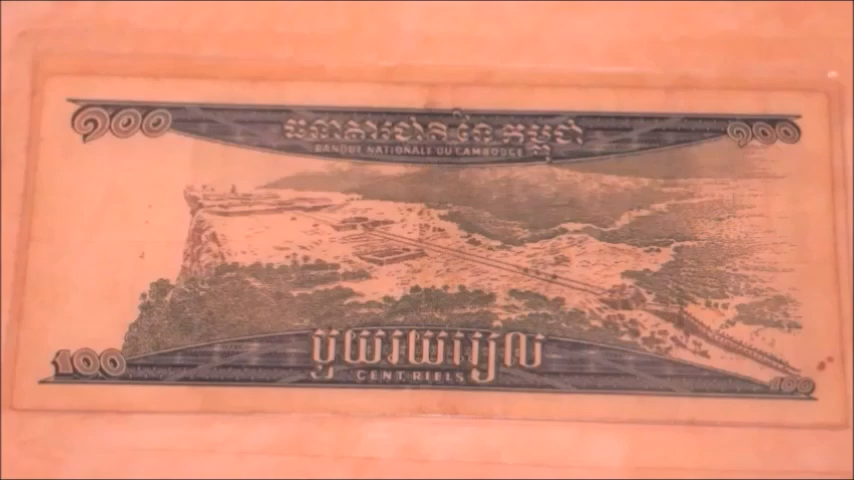 ១០០ ធនាគារជាតិ នៃ កម្ពុជា ១០០
BANQUE NATIONALE DU CAMBODGE
100 មួយរយរៀល 100
CENT RIELS